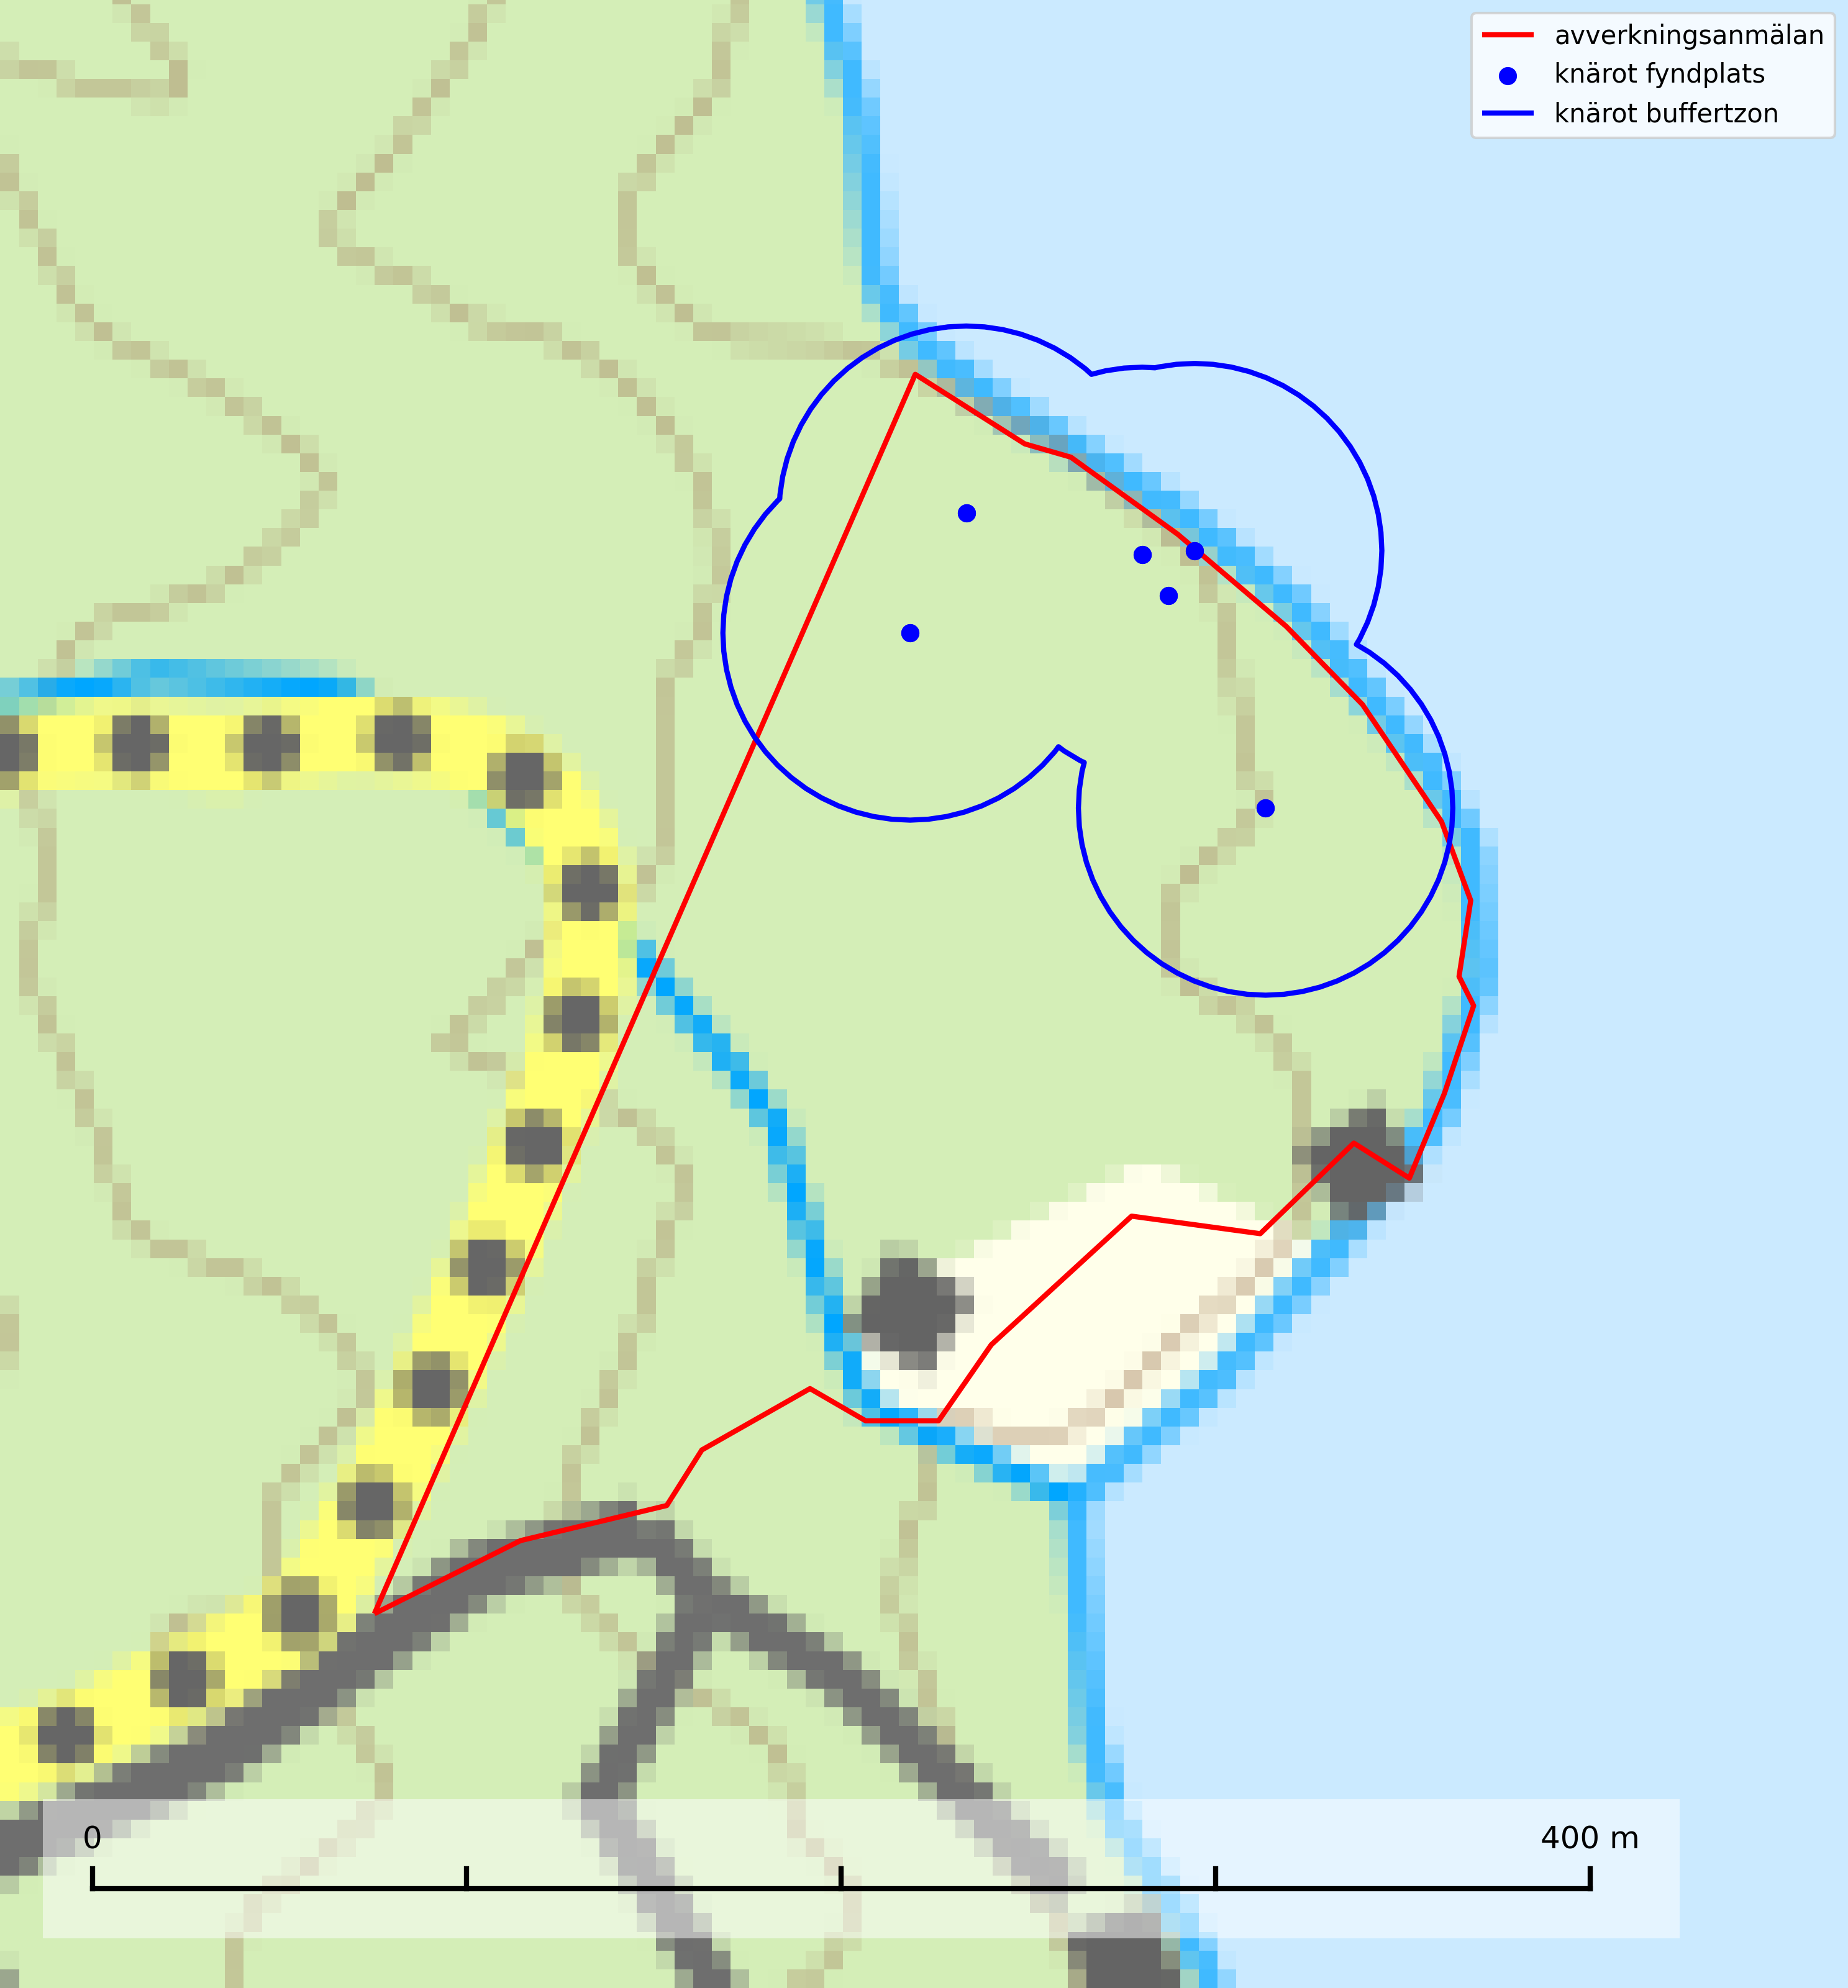 avverkningsanmälan
knärot fyndplats
knärot buffertzon
0
400 m